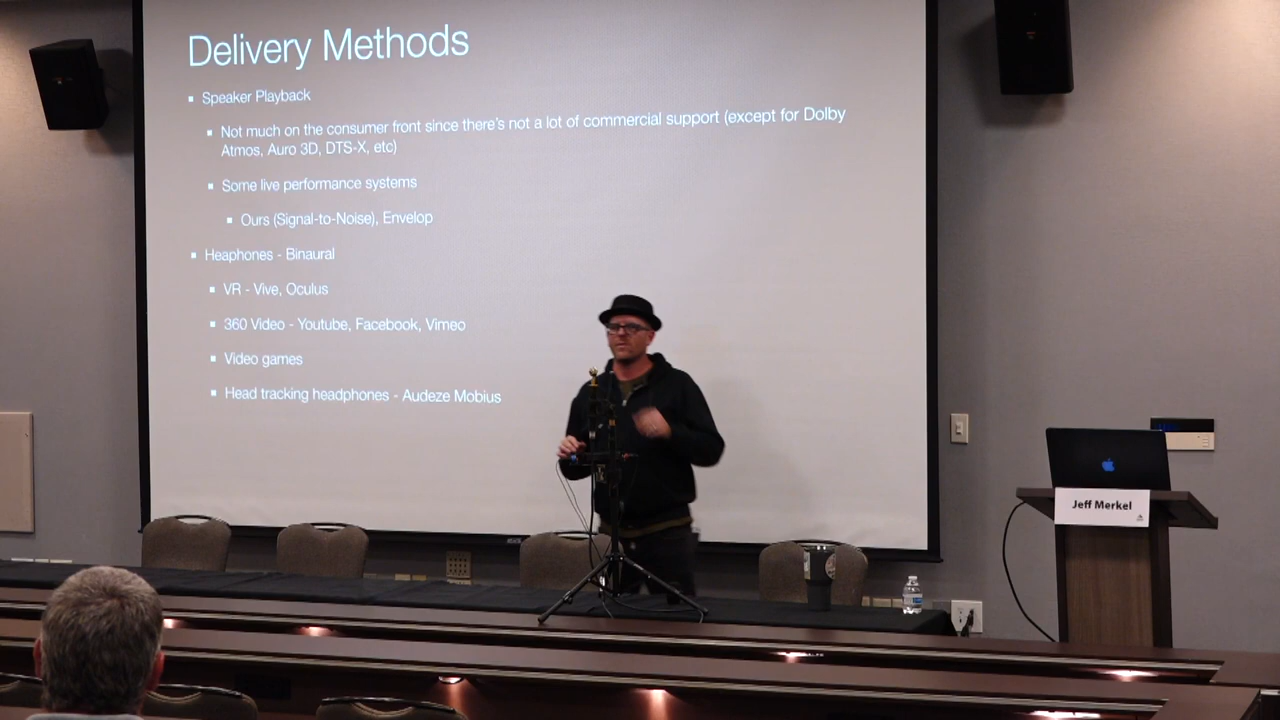 Delivery Methods
Speaker Playback
Not much on the consumer front since there's not a lot of commercial support (except for Dolby
Atmos, Auro 3D, DTS-X, etc)
Some live performance systems
Ours (Signal-to-Noise), Envelop
Heaphones - Binaural
VR - Vive, Oculus
360 Video - Youtube, Facebook, Vimeo
Video games
Head tracking headphones - Audeze Mobius
Jeff Merkel